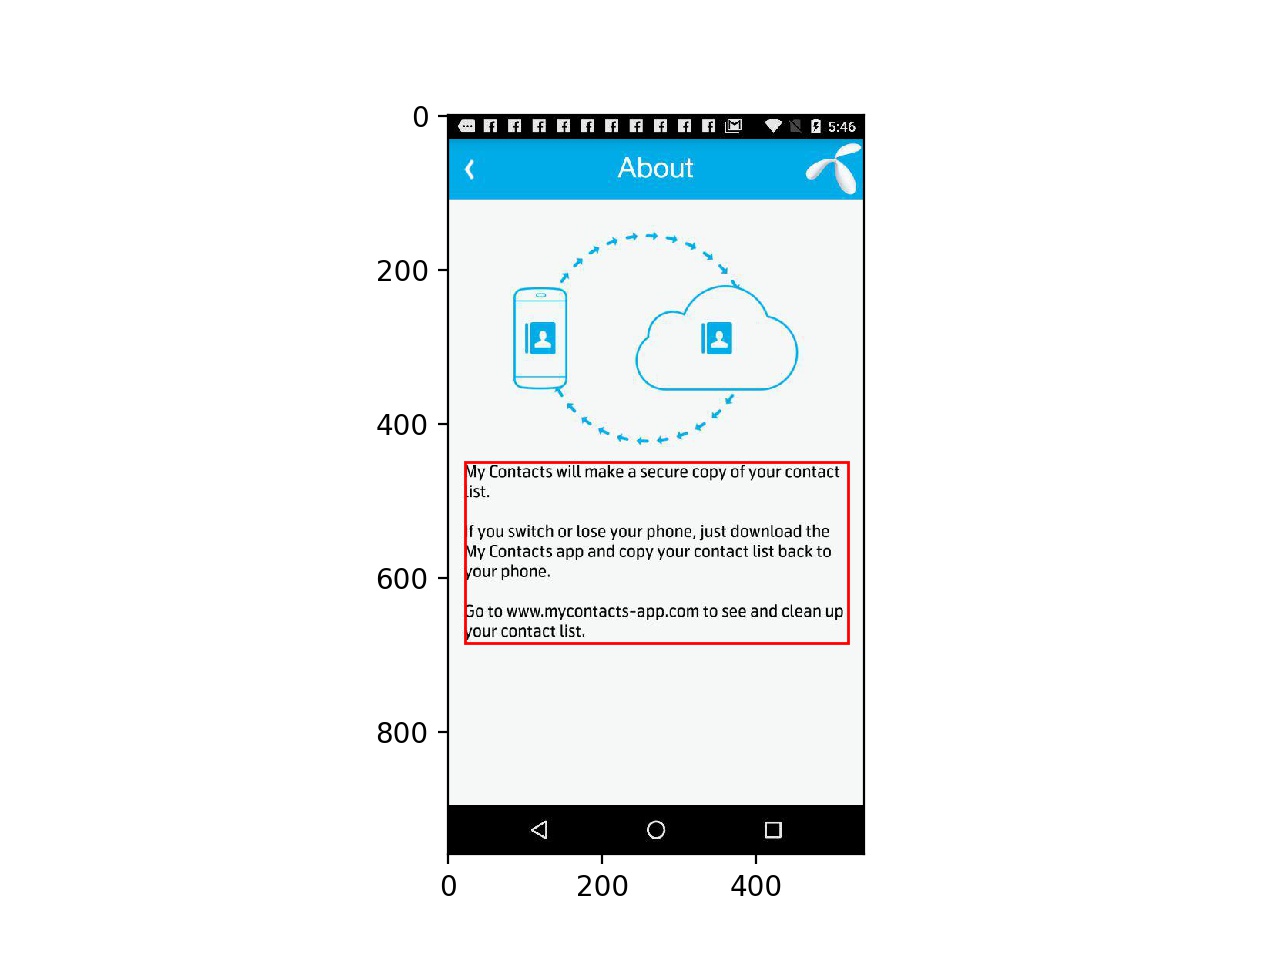 0
5:46
About
200
400
My Contacts will make a secure copy of your contact
list.
If you switch or lose your phone, just download the
My Contacts app and copy your contact list back to
your phone.
600
Go to www.mycontacts-app.com to see and clean up
your contact list.
800
0
200
400